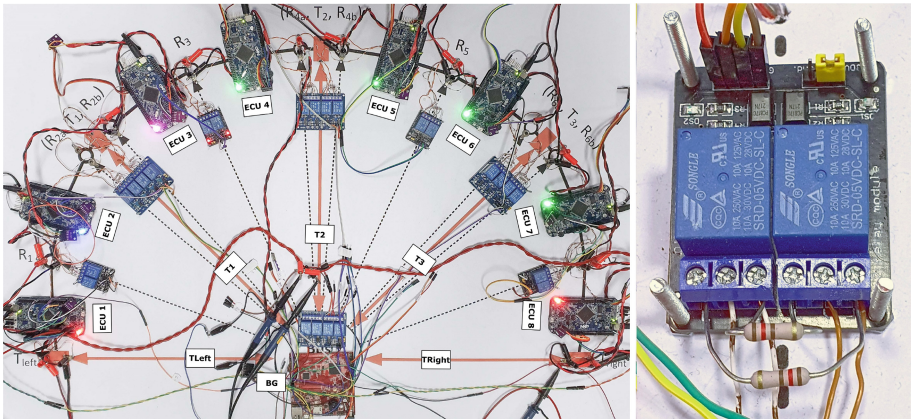 (R4a, T2, R4b)
R3
R5
ECU 4
ECU 5
ECU 3
ECU 6
(R2a, T1, R2b)
T3, R6b)
ECU 2
ECU 7
R1
T2
T1
T3
ECU 1
ECU 8
Tleft
TLeft
TRight
right
BG
DS2
DS1
SONGLE
10A 250VAC 10A 125VAC
10A 30VDC 10A 28VDC
SRD-05VDC-SL-C
SONGLE
10A 250VAC 10A 125VAC
10A 30VDC 10A 28VDC
SRD-05VDC-SL-C